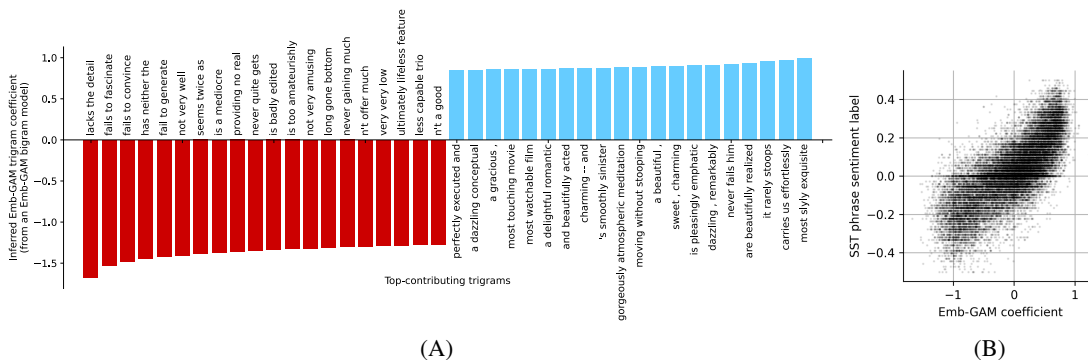 Inferred Emb-GAM trigram coefficient
(from an Emb-GAM bigram model)
1.0
0.5
0.0
−0.5
−1.0
−1.5
lacks the detail
fails to fascinate
fails to convince
has neither the
fail to generate
not very well
seems twice as
is a mediocre
providing no real
never quite gets
is badly edited
is too amateurishly
not very amusing
long gone bottom
never gaining much
n't offer much
very very low
ultimately lifeless feature
less capable trio
n't a good
perfectly executed and
a dazzling conceptual
a gracious ,
most touching movie
most watchable film
a delightful romantic
and beautifully acted
charming -- and
's smoothly sinister
gorgeously atmospheric meditation
moving without stooping
a beautiful ,
sweet , charming
is pleasingly emphatic
dazzling , remarkably
never fails him
are beautifully realized
it rarely stoops
carries us effortlessly
most slyly exquisite
Top-contributing trigrams
(A)
SST phrase sentiment label
0.4
0.2
0.0
−0.2
−0.4
−1
0
1
Emb-GAM coefficient
(B)